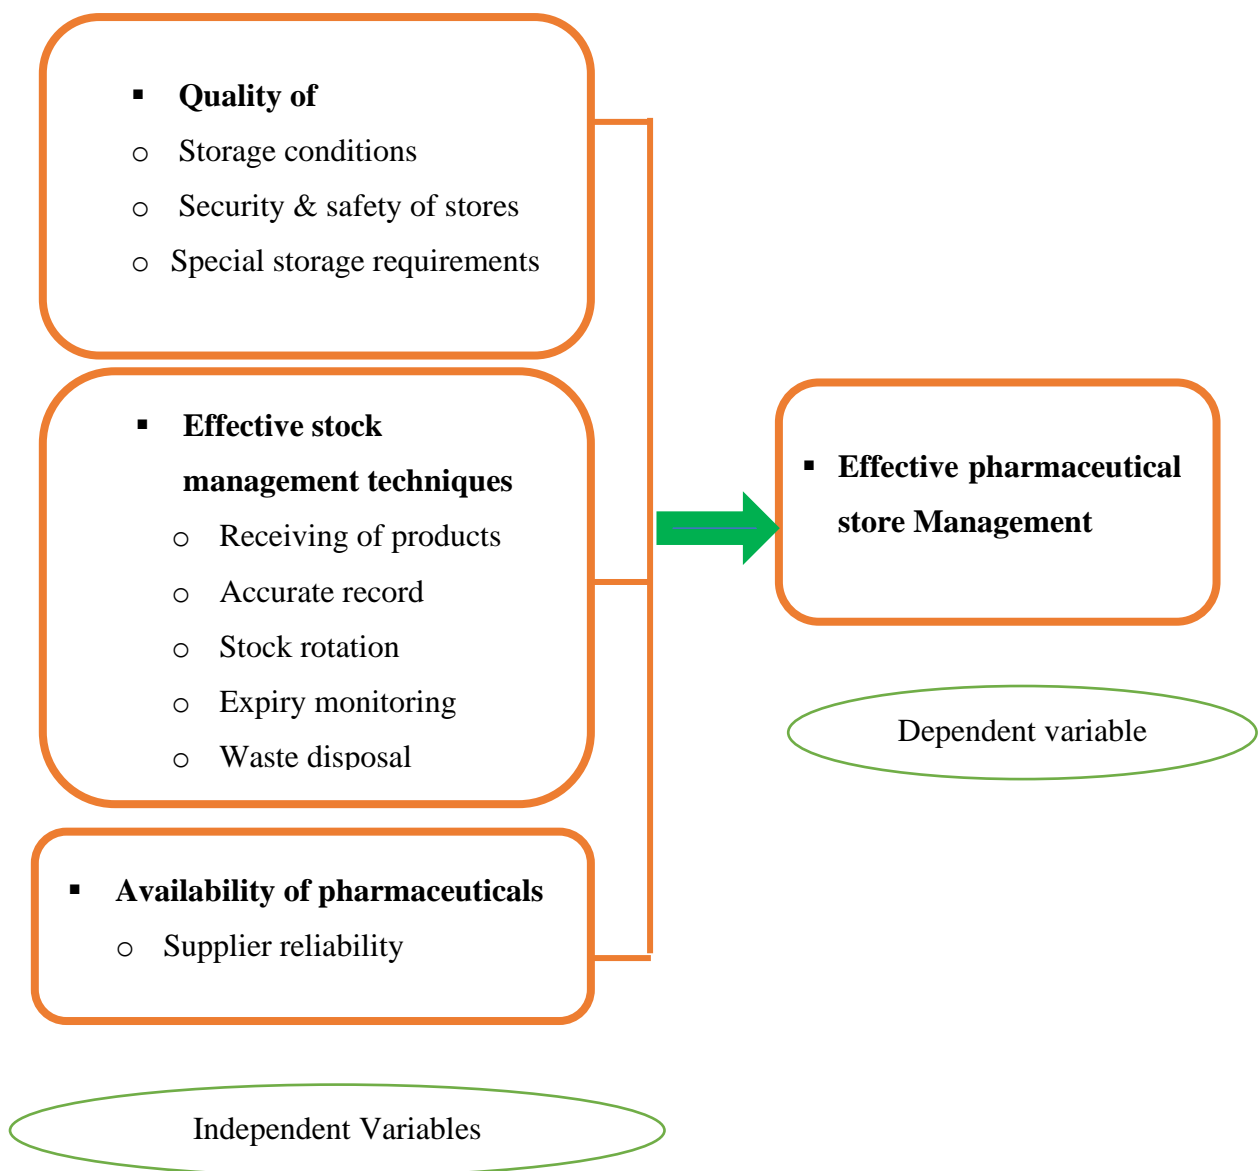 ▪ Quality of
o Storage conditions
o Security & safety of stores
o Special storage requirements
▪ Effective stock
management techniques
o Receiving of products
o Accurate record
o Stock rotation
o Expiry monitoring
o Waste disposal
▪ Availability of pharmaceuticals
o Supplier reliability
▪ Effective pharmaceutical
store Management
Dependent variable
Independent Variables